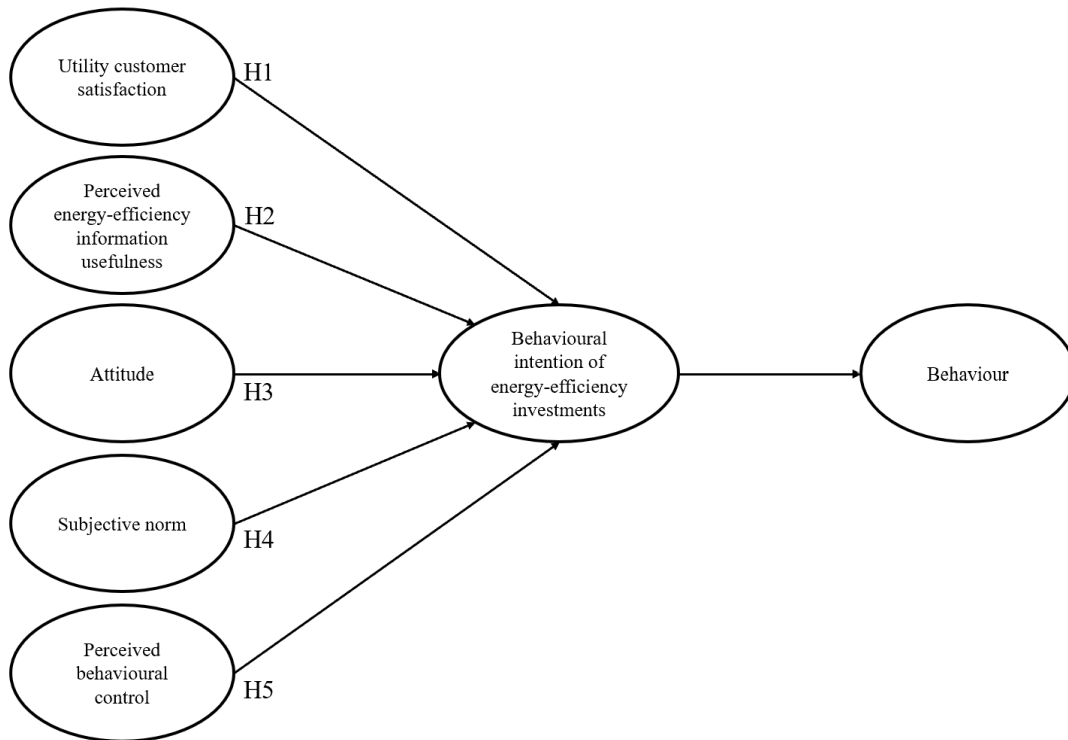 Utility customer
satisfaction
H1
Perceived
energy-efficiency
information
usefulness
H2
Attitude
H3
Subjective norm
H4
Perceived
behavioural
control
H5
Behavioural
intention of
energy-efficiency
investments
Behaviour